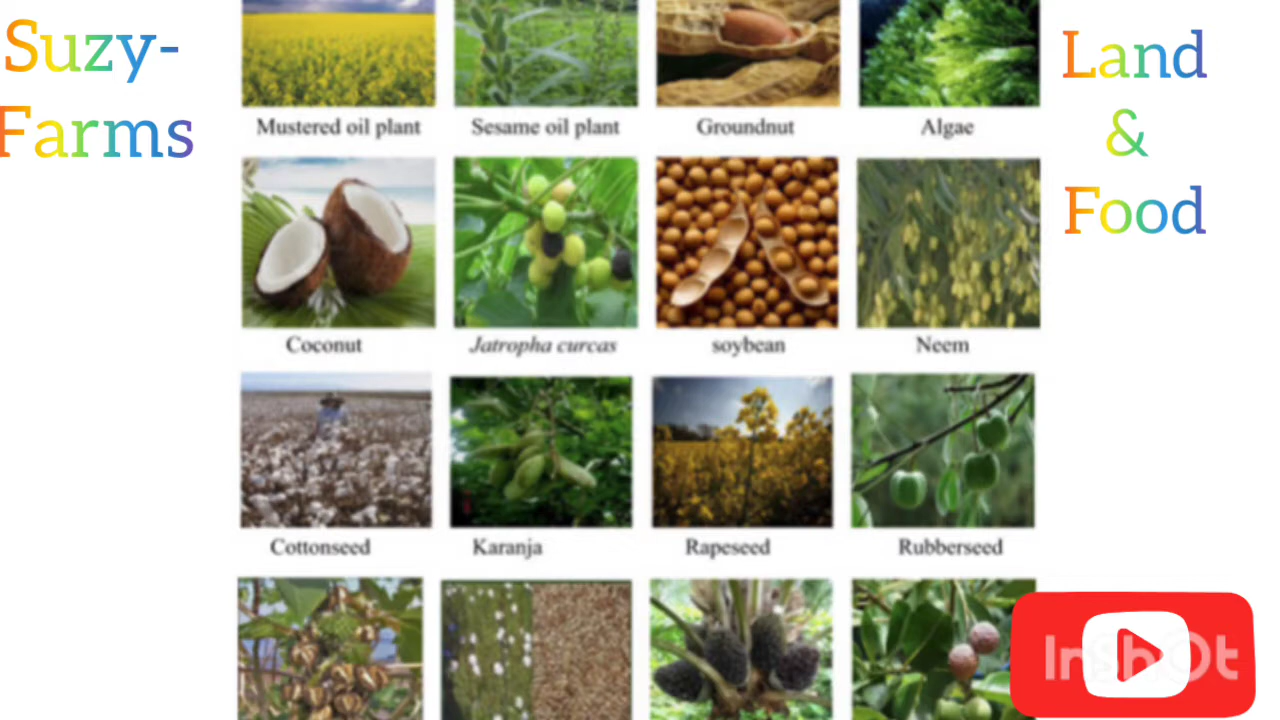 Suzy-
Farms
Land
&
Food
Mustered oil plant
Sesame oil plant
Groundnut
Algae
Coconut
Jatropha curcas
soybean
Neem
Cottonseed
Karanja
Rapeseed
Rubberseed
InShOt